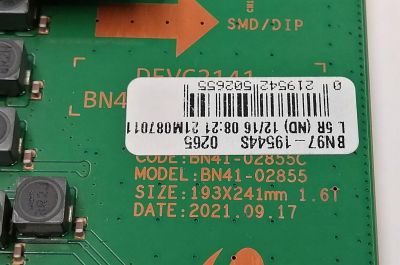 SMD/DIP
BN4
0 219542 502655
L 5R (ND) 12/16 08:21 21M087011
BN97-19544S 0265
CODE: BN41-02855C
MODEL: BN41-02855
SIZE: 193X241mm 1.6T
DATE: 2021.09.17